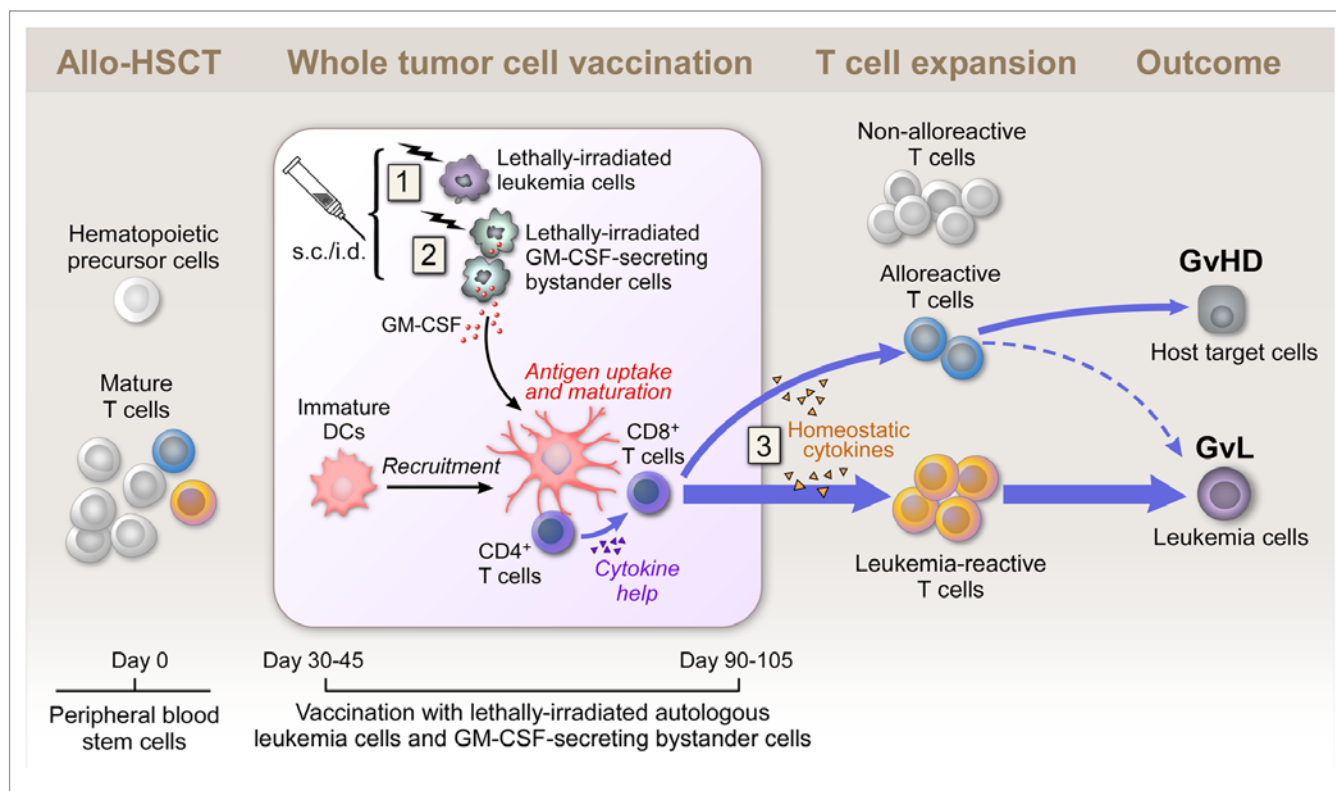 Allo-HSCT
Whole tumor cell vaccination
T cell expansion
Outcome
Hematopoietic
precursor cells
Mature
T cells
s.c./i.d.
1
Lethally-irradiated
leukemia cells
2
Lethally-irradiated
GM-CSF-secreting
bystander cells
GM-CSF
Antigen uptake
and maturation
Immature
DCs
Recruitment
CD8⁺
T cells
CD4⁺
T cells
Cytokine
help
3
Homeostatic
cytokines
Non-alloreactive
T cells
Alloreactive
T cells
Leukemia-reactive
T cells
GvHD
Host target cells
GvL
Leukemia cells
Day 0
Peripheral blood
stem cells
Day 30-45
Day 90-105
Vaccination with lethally-irradiated autologous
leukemia cells and GM-CSF-secreting bystander cells